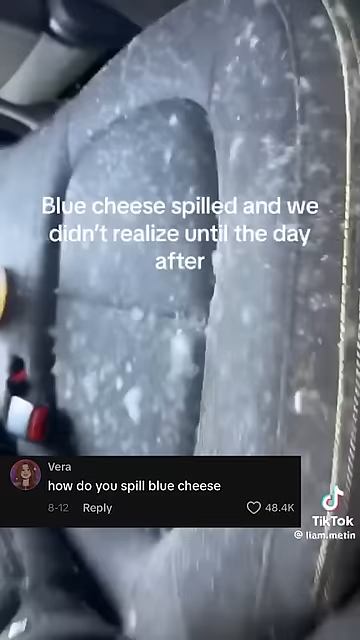 Blue cheese spilled and we
didn't realize until the day
after
Vera
how do you spill blue cheese
8-12 Reply
48.4K
TikTok
@ liam.metin